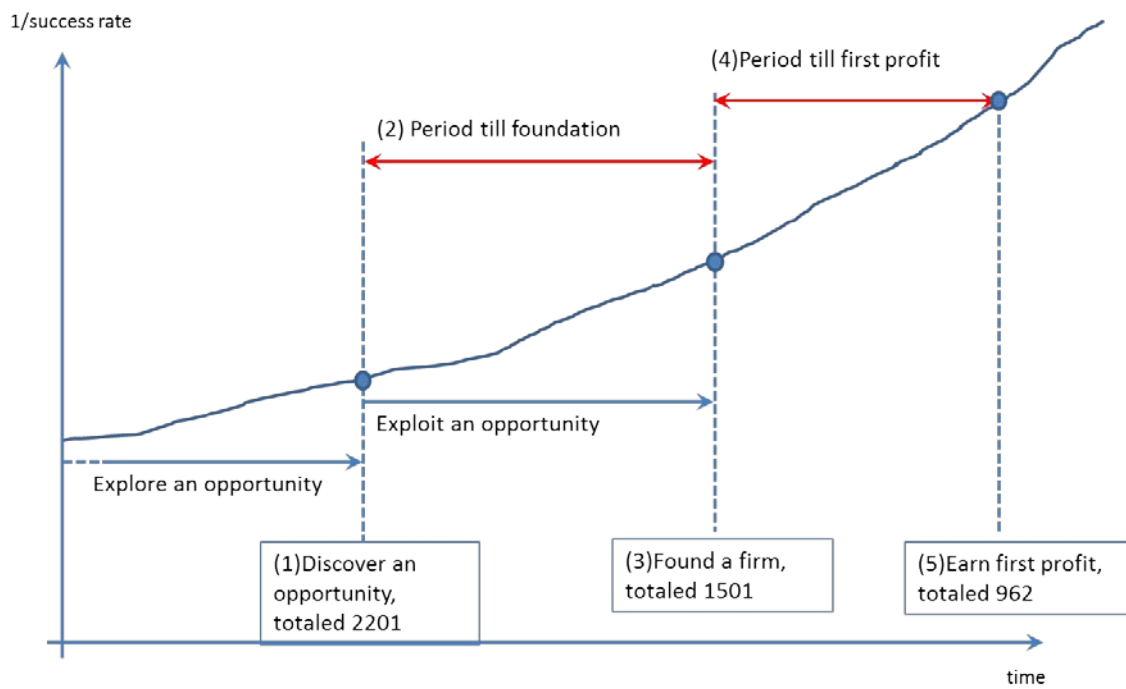 1/success rate
(4)Period till first profit
(2) Period till foundation
Exploit an opportunity
Explore an opportunity
(1)Discover an
opportunity,
totaled 2201
(3)Found a firm,
totaled 1501
(5)Earn first profit,
totaled 962
time